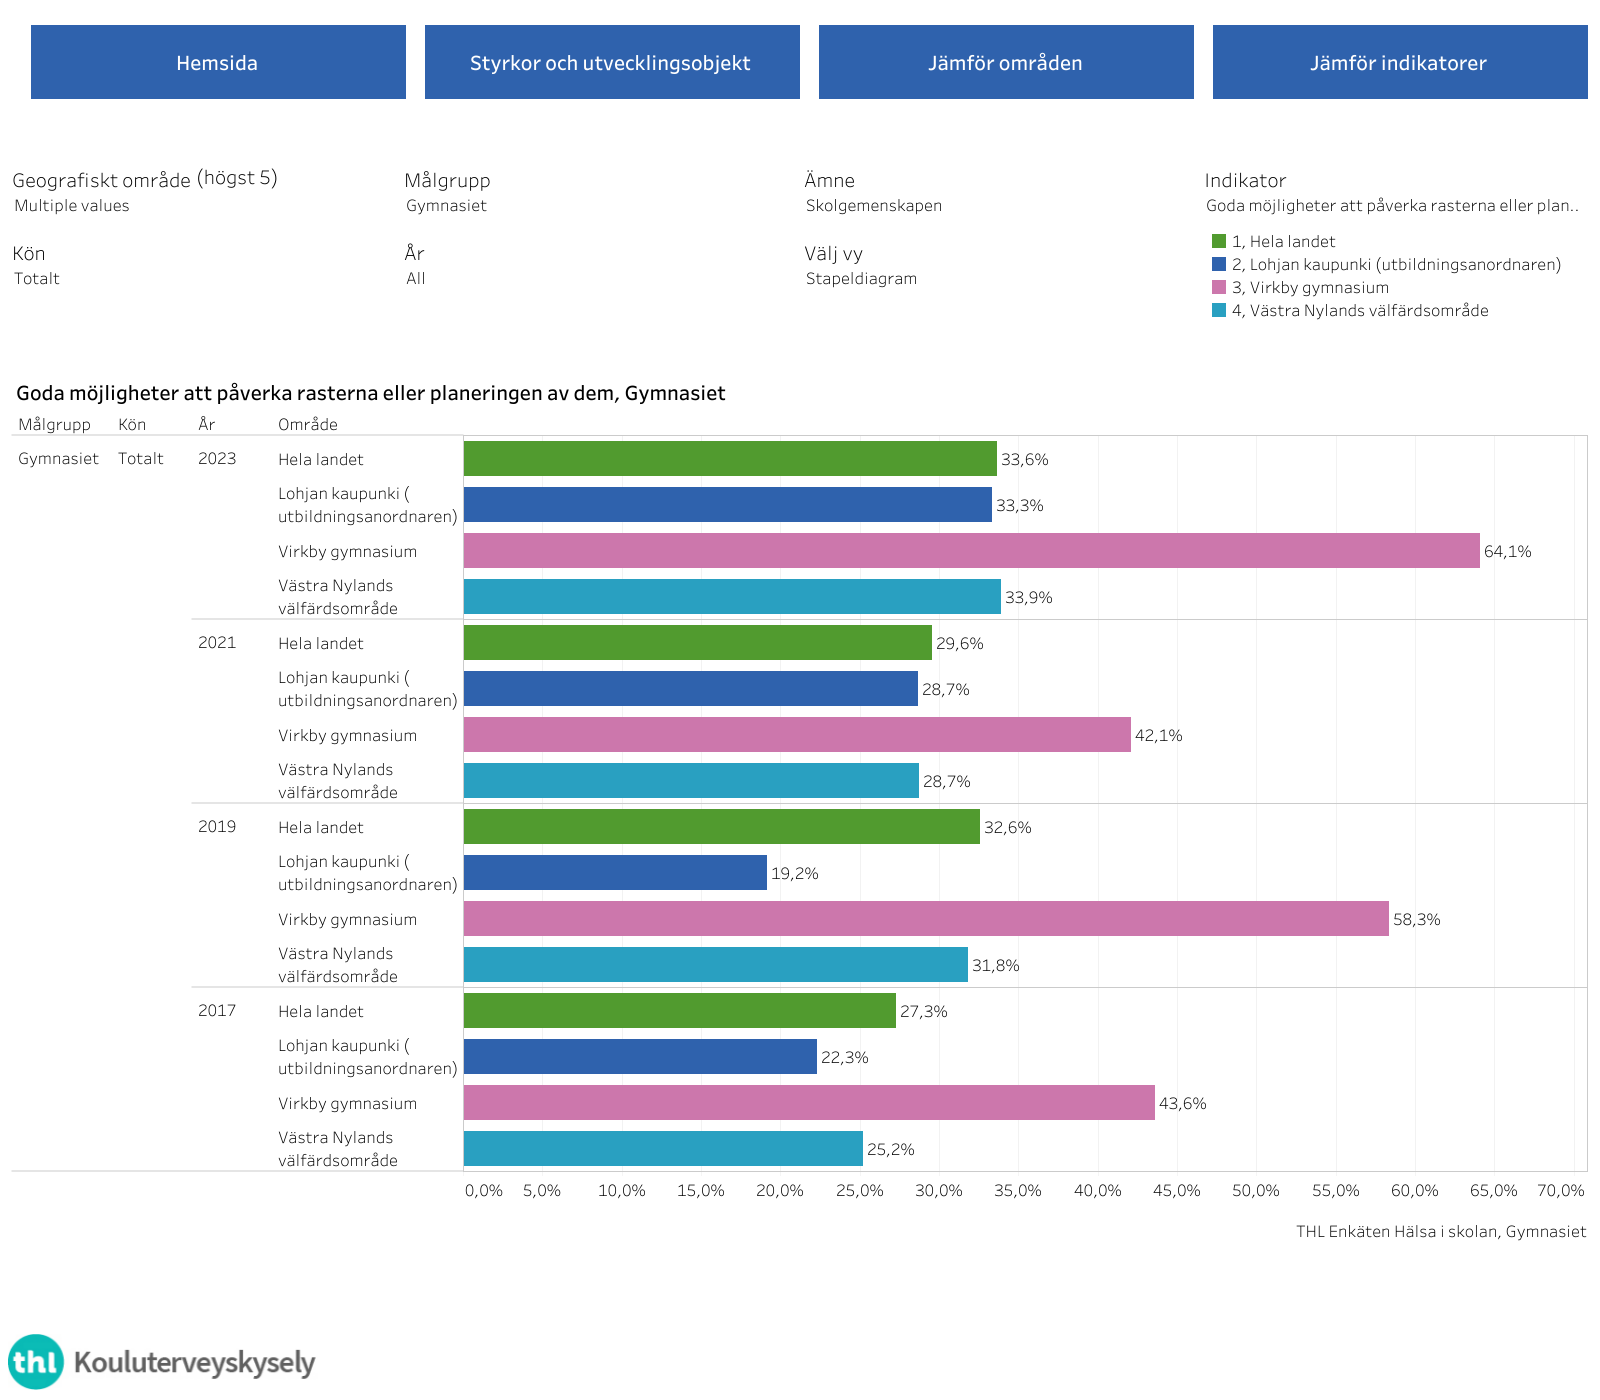 Hemsida
Styrkor och utvecklingsobjekt
Jämför områden
Jämför indikatorer
Geografiskt område (högst 5)
Multiple values
Målgrupp
Gymnasiet
Ämne
Skolgemenskapen
Indikator
Goda möjligheter att påverka rasterna eller plan..
Kön
Totalt
År
All
Välj vy
Stapeldiagram
1, Hela landet
2, Lohjan kaupunki (utbildningsanordnaren)
3, Virkby gymnasium
4, Västra Nylands välfärdsområde
Goda möjligheter att påverka rasterna eller planeringen av dem, Gymnasiet
Målgrupp Kön År Område
Gymnasiet Totalt 2023 Hela landet 33,6%
Lohjan kaupunki (
utbildningsanordnaren) 33,3%
Virkby gymnasium 64,1%
Västra Nylands
välfärdsområde 33,9%
2021 Hela landet 29,6%
Lohjan kaupunki (
utbildningsanordnaren) 28,7%
Virkby gymnasium 42,1%
Västra Nylands
välfärdsområde 28,7%
2019 Hela landet 32,6%
Lohjan kaupunki (
utbildningsanordnaren) 19,2%
Virkby gymnasium 58,3%
Västra Nylands
välfärdsområde 31,8%
2017 Hela landet 27,3%
Lohjan kaupunki (
utbildningsanordnaren) 22,3%
Virkby gymnasium 43,6%
Västra Nylands
välfärdsområde 25,2%
0,0% 5,0% 10,0% 15,0% 20,0% 25,0% 30,0% 35,0% 40,0% 45,0% 50,0% 55,0% 60,0% 65,0% 70,0%
THL Enkäten Hälsa i skolan, Gymnasiet
thl Kouluterveyskysely